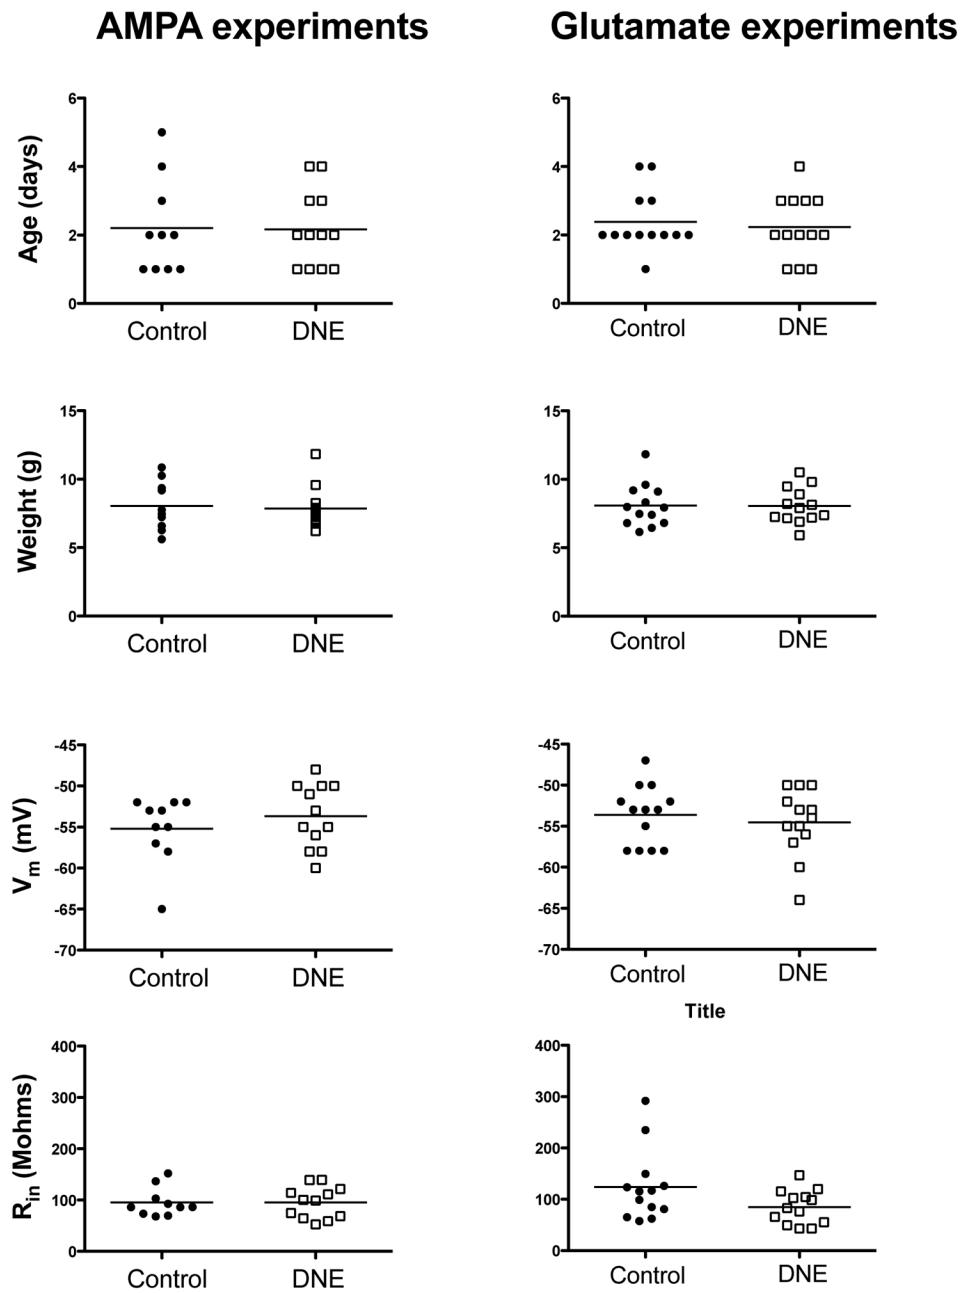 AMPA experiments
Glutamate experiments
Age (days)
6
4
2
0
Control
DNE
6
4
2
0
Control
DNE
Weight (g)
15
10
5
0
Control
DNE
15
10
5
0
Control
DNE
Vm (mV)
-45
-50
-55
-60
-65
-70
Control
DNE
-45
-50
-55
-60
-65
-70
Control
DNE
Rin (Mohms)
400
300
200
100
0
Control
DNE
Title
400
300
200
100
0
Control
DNE